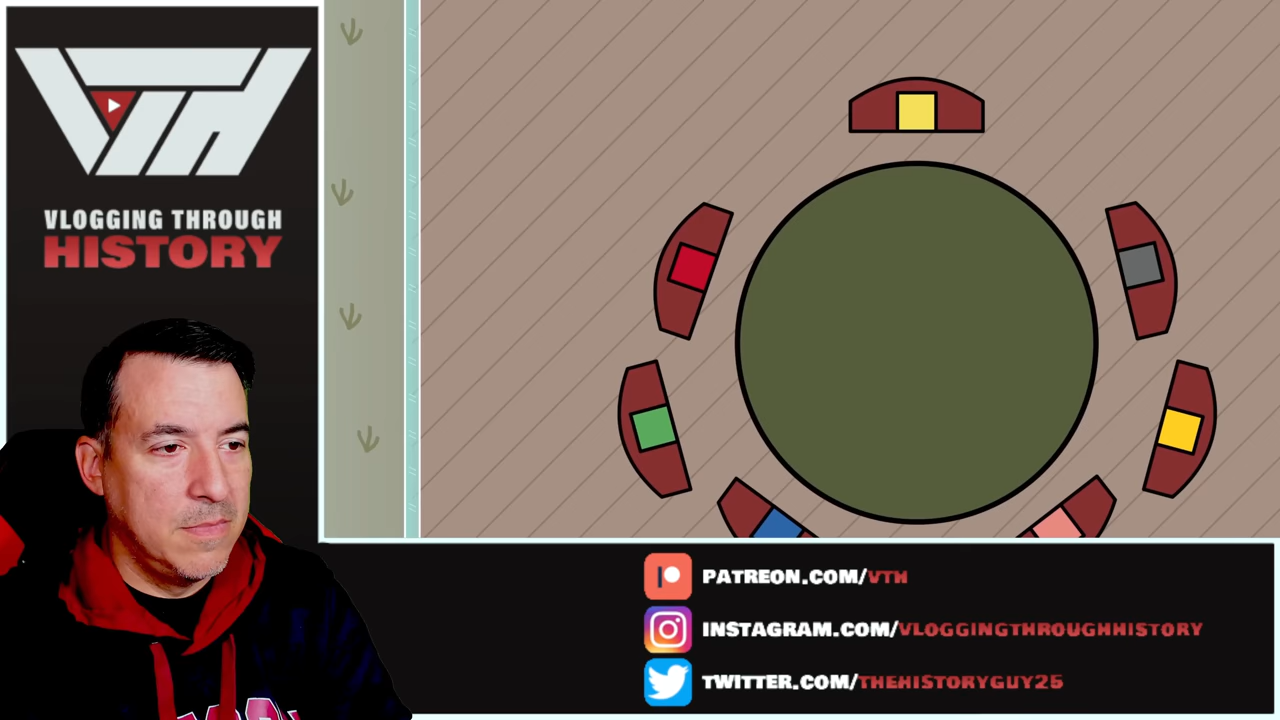 VTH
VLOGGING THROUGH
HISTORY
PATREON.COM/VTH
INSTAGRAM.COM/VLOGGINGTHROUGHHISTORY
TWITTER.COM/THEHISTORYGUY25